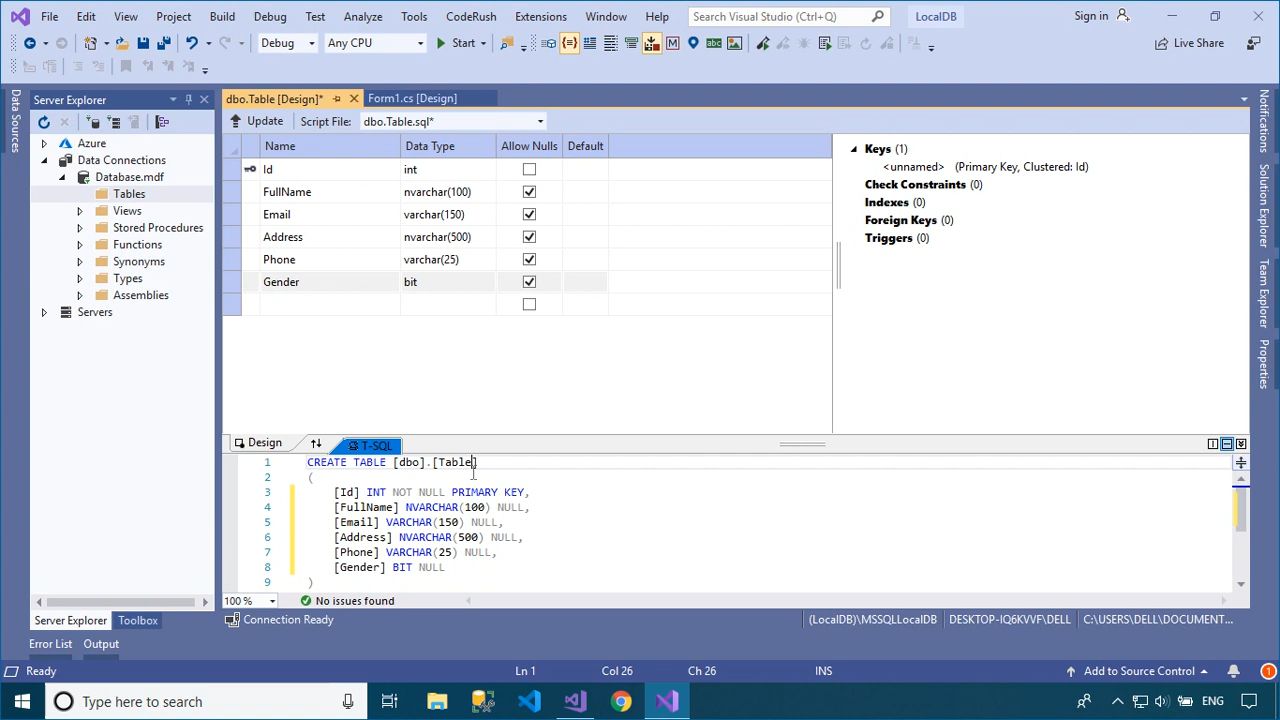 File Edit View Project Build Debug Test Analyze Tools CodeRush Extensions Window Help Search Visual Studio (Ctrl+Q) LocalDB Sign in
Debug Any CPU Start Live Share
Data Sources
Server Explorer
Azure
Data Connections
Database.mdf
Tables
Views
Stored Procedures
Functions
Synonyms
Types
Assemblies
Servers
Server Explorer Toolbox
dbo.Table [Design]* Form1.cs [Design]
Update Script File: dbo.Table.sql*
Name Data Type Allow Nulls Default
Id int
FullName nvarchar(100)
Email varchar(150)
Address nvarchar(500)
Phone varchar(25)
Gender bit
Keys (1)
<unnamed> (Primary Key, Clustered: Id)
Check Constraints (0)
Indexes (0)
Foreign Keys (0)
Triggers (0)
Design T-SQL
1 CREATE TABLE [dbo].[Table]
2 (
3 [Id] INT NOT NULL PRIMARY KEY,
4 [FullName] NVARCHAR(100) NULL,
5 [Email] VARCHAR(150) NULL,
6 [Address] NVARCHAR(500) NULL,
7 [Phone] VARCHAR(25) NULL,
8 [Gender] BIT NULL
9 )
100 % No issues found
Connection Ready (LocalDB)\MSSQLLocalDB DESKTOP-IQ6KVVF\DELL C:\USERS\DELL\DOCUMENT...
Notifications
Solution Explorer
Team Explorer
Properties
Error List Output
Ready Ln 1 Col 26 Ch 26 INS Add to Source Control 1
Type here to search ENG